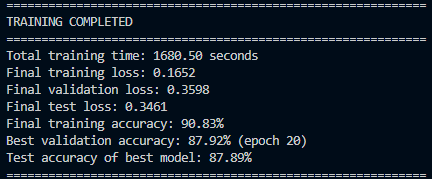 ============================================================
TRAINING COMPLETED
============================================================
Total training time: 1680.50 seconds
Final training loss: 0.1652
Final validation loss: 0.3598
Final test loss: 0.3461
Final training accuracy: 90.83%
Best validation accuracy: 87.92% (epoch 20)
Test accuracy of best model: 87.89%
============================================================